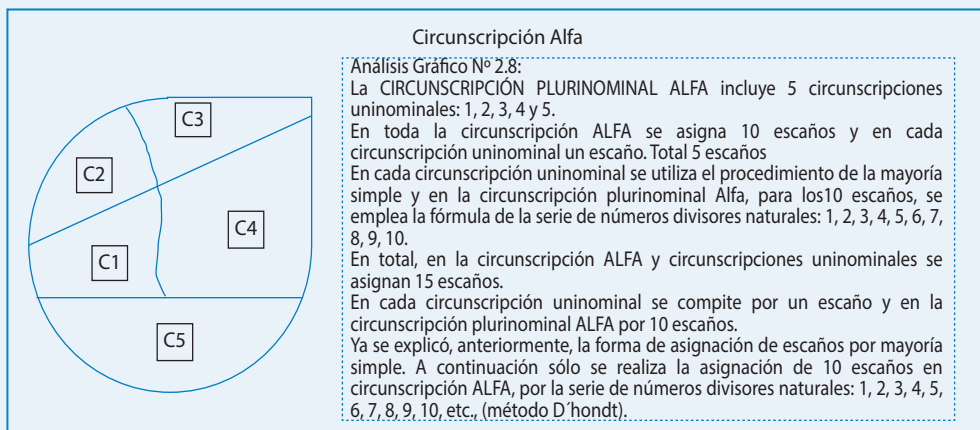 Circunscripción Alfa
Análisis Gráfico Nº 2.8:
La CIRCUNSCRIPCIÓN PLURINOMINAL ALFA incluye 5 circunscripciones
uninominales: 1, 2, 3, 4 y 5.
En toda la circunscripción ALFA se asigna 10 escaños y en cada
circunscripción uninominal un escaño. Total 5 escaños
En cada circunscripción uninominal se utiliza el procedimiento de la mayoría
simple y en la circunscripción plurinominal Alfa, para los10 escaños, se
emplea la fórmula de la serie de números divisores naturales: 1, 2, 3, 4, 5, 6, 7,
8, 9, 10.
En total, en la circunscripción ALFA y circunscripciones uninominales se
asignan 15 escaños.
En cada circunscripción uninominal se compite por un escaño y en la
circunscripción plurinominal ALFA por 10 escaños.
Ya se explicó, anteriormente, la forma de asignación de escaños por mayoría
simple. A continuación sólo se realiza la asignación de 10 escaños en
circunscripción ALFA, por la serie de números divisores naturales: 1, 2, 3, 4, 5,
6, 7, 8, 9, 10, etc., (método D´hondt).
C3
C2
C4
C1
C5